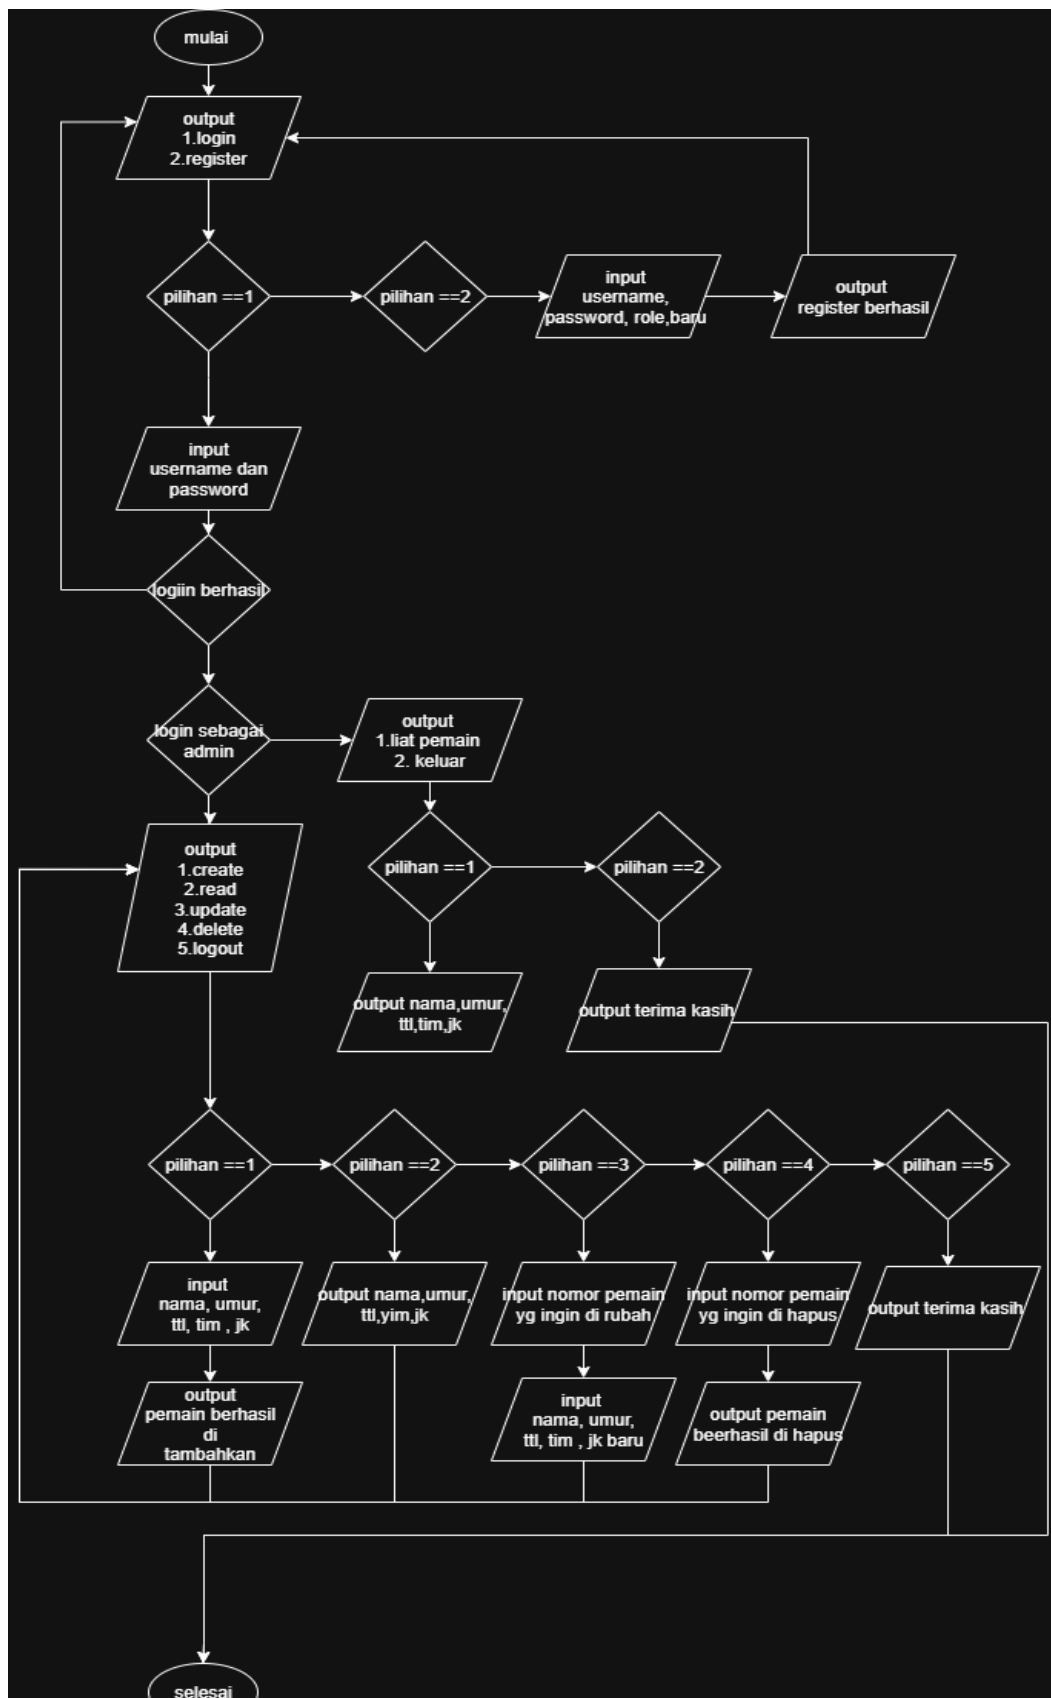 mulai
output
1.login
2.register
pilihan ==1
pilihan ==2
input
username,
password, role,baru
output
register berhasil
input
username dan
password
logiin berhasil
login sebagai
admin
output
1.liat pemain
2. keluar
output
1.create
2.read
3.update
4.delete
5.logout
pilihan ==1
pilihan ==2
output nama,umur,
ttl,tim,jk
output terima kasih
pilihan ==1
pilihan ==2
pilihan ==3
pilihan ==4
pilihan ==5
input
nama, umur,
ttl, tim , jk
output nama,umur,
ttl,yim,jk
input nomor pemain
yg ingin di rubah
input nomor pemain
yg ingin di hapus
output terima kasih
output
pemain berhasil
di
tambahkan
input
nama, umur,
ttl, tim , jk baru
output pemain
beerhasil di hapus
selesai